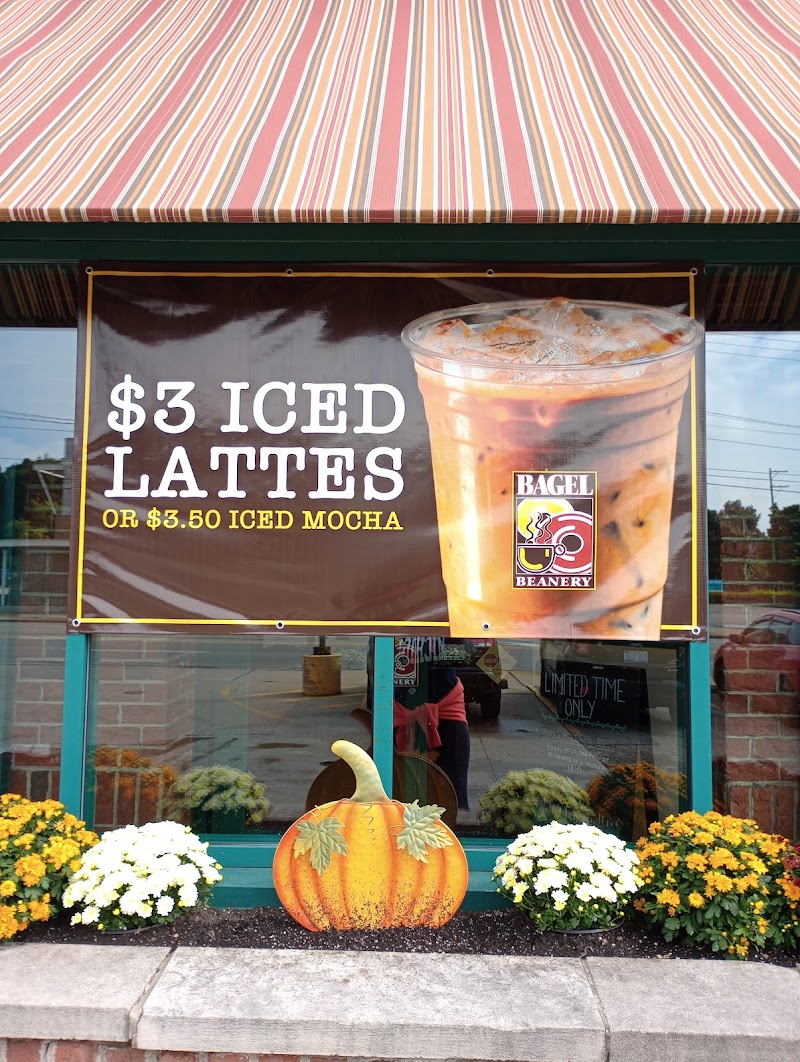 $3 ICED
LATTES
OR $3.50 ICED MOCHA
BAGEL
BEANERY
LIMITED TIME
ONLY